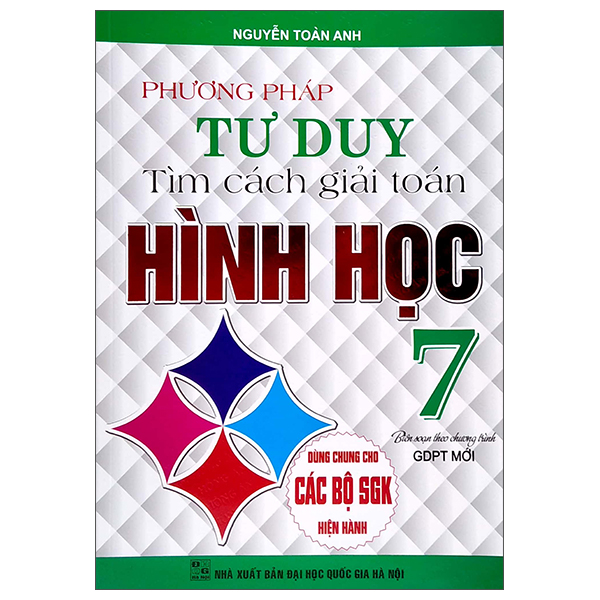 NGUYỄN TOÀN ANH
PHƯƠNG PHÁP
TƯ DUY
Tìm cách giải toán
HÌNH HỌC
7
Biên soạn theo chương trình
GDPT MỚI
DÙNG CHUNG CHO
CÁC BỘ SGK
HIỆN HÀNH
NHÀ XUẤT BẢN ĐẠI HỌC QUỐC GIA HÀ NỘI